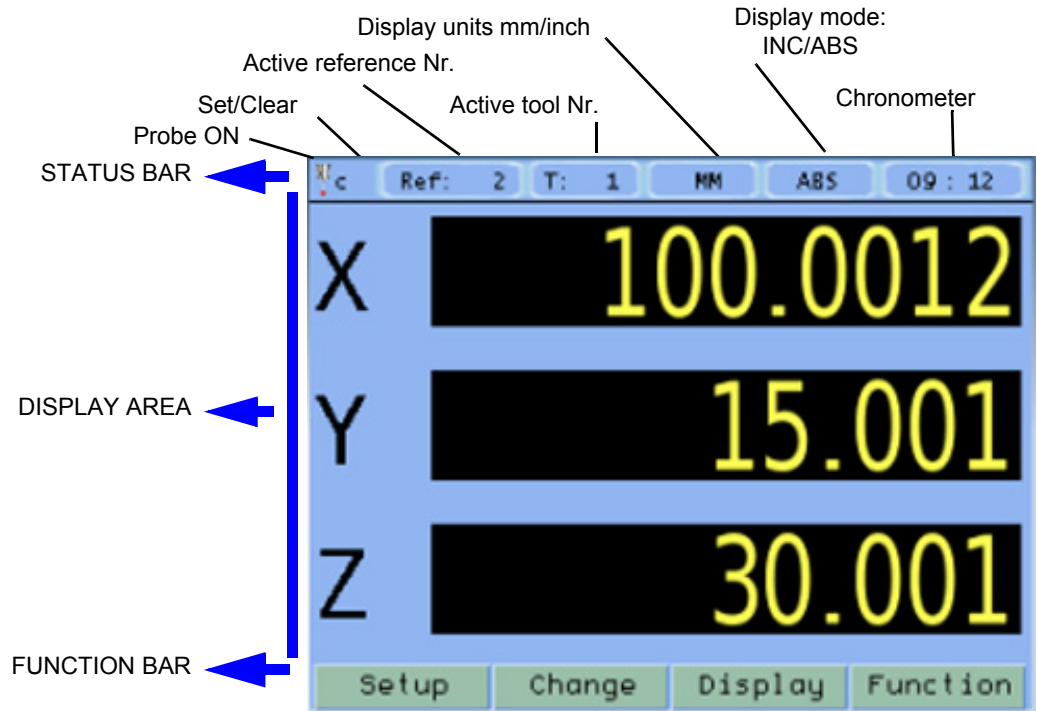 Display mode:
INC/ABS
Display units mm/inch
Active reference Nr.
Set/Clear
Active tool Nr.
Chronometer
Probe ON
STATUS BAR
c Ref: 2 T: 1 MM ABS 09 : 12
X 100.0012
DISPLAY AREA
Y 15.001
Z 30.001
FUNCTION BAR
Setup Change Display Function